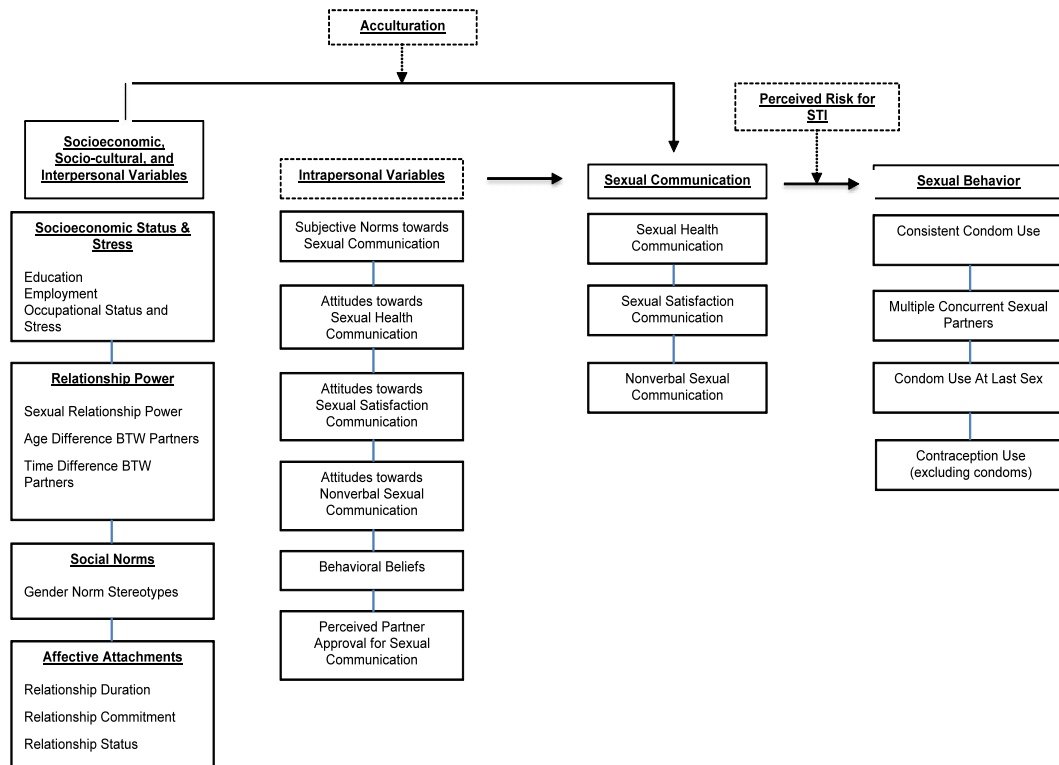 Acculturation
Perceived Risk for
STI
Socioeconomic,
Socio-cultural, and
Interpersonal Variables
Intrapersonal Variables
Sexual Communication
Sexual Behavior
Socioeconomic Status &
Stress
Education
Employment
Occupational Status and
Stress
Relationship Power
Sexual Relationship Power
Age Difference BTW Partners
Time Difference BTW
Partners
Social Norms
Gender Norm Stereotypes
Affective Attachments
Relationship Duration
Relationship Commitment
Relationship Status
Subjective Norms towards
Sexual Communication
Attitudes towards
Sexual Health
Communication
Attitudes towards
Sexual Satisfaction
Communication
Attitudes towards
Nonverbal Sexual
Communication
Behavioral Beliefs
Perceived Partner
Approval for Sexual
Communication
Sexual Health
Communication
Sexual Satisfaction
Communication
Nonverbal Sexual
Communication
Consistent Condom Use
Multiple Concurrent Sexual
Partners
Condom Use At Last Sex
Contraception Use
(excluding condoms)